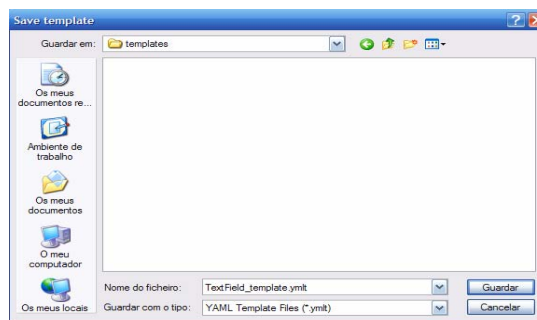 Save template
Guardar em:
templates
Os meus
documentos re...
Ambiente de
trabalho
Os meus
documentos
O meu
computador
Os meus locais
Nome do ficheiro:
TextField_template.ymlt
Guardar
Guardar com o tipo:
YAML Template Files (*.ymlt)
Cancelar